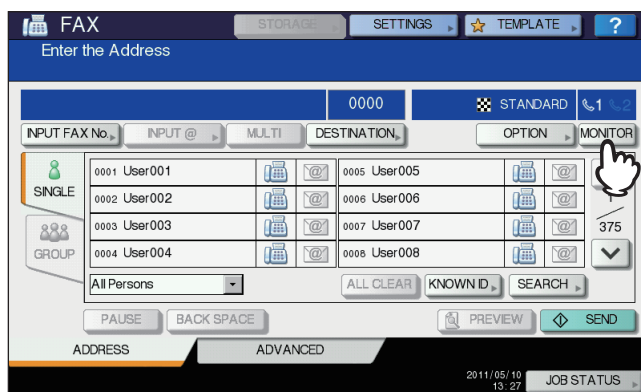 FAX STORAGE SETTINGS TEMPLATE ?
Enter the Address
0000 STANDARD 1 2
INPUT FAX No. INPUT @ MULTI DESTINATION OPTION MONITOR
SINGLE
GROUP
0001 User001 0005 User005
0002 User002 0006 User006
0003 User003 0007 User007
0004 User004 0008 User008
1
375
All Persons ALL CLEAR KNOWN ID SEARCH
PAUSE BACK SPACE PREVIEW SEND
ADDRESS ADVANCED
2011/05/10
13:27
JOB STATUS